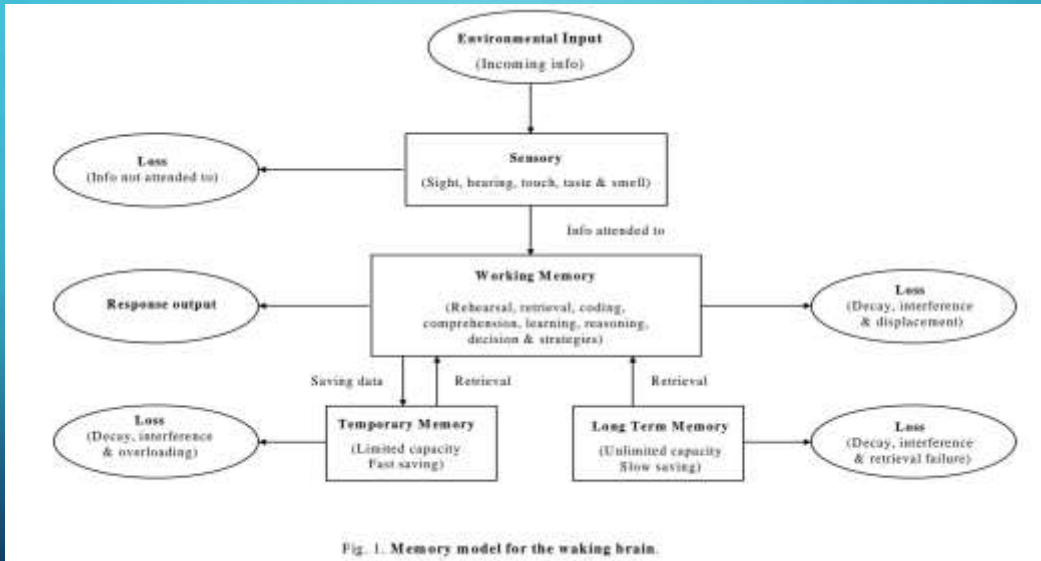 Environmental Input
(Incoming info)
Loss
(Info not attended to)
Sensory
(Sight, hearing, touch, taste & smell)
Info attended to
Response output
Working Memory
(Rehearsal, retrieval, coding,
comprehension, learning, reasoning,
decision & strategies)
Loss
(Decay, interference
& displacement)
Saving data
Retrieval
Retrieval
Loss
(Decay, interference
& overloading)
Temporary Memory
(Limited capacity
Fast saving)
Long Term Memory
(Unlimited capacity
Slow saving)
Loss
(Decay, interference
& retrieval failure)
Fig. 1. Memory model for the waking brain.